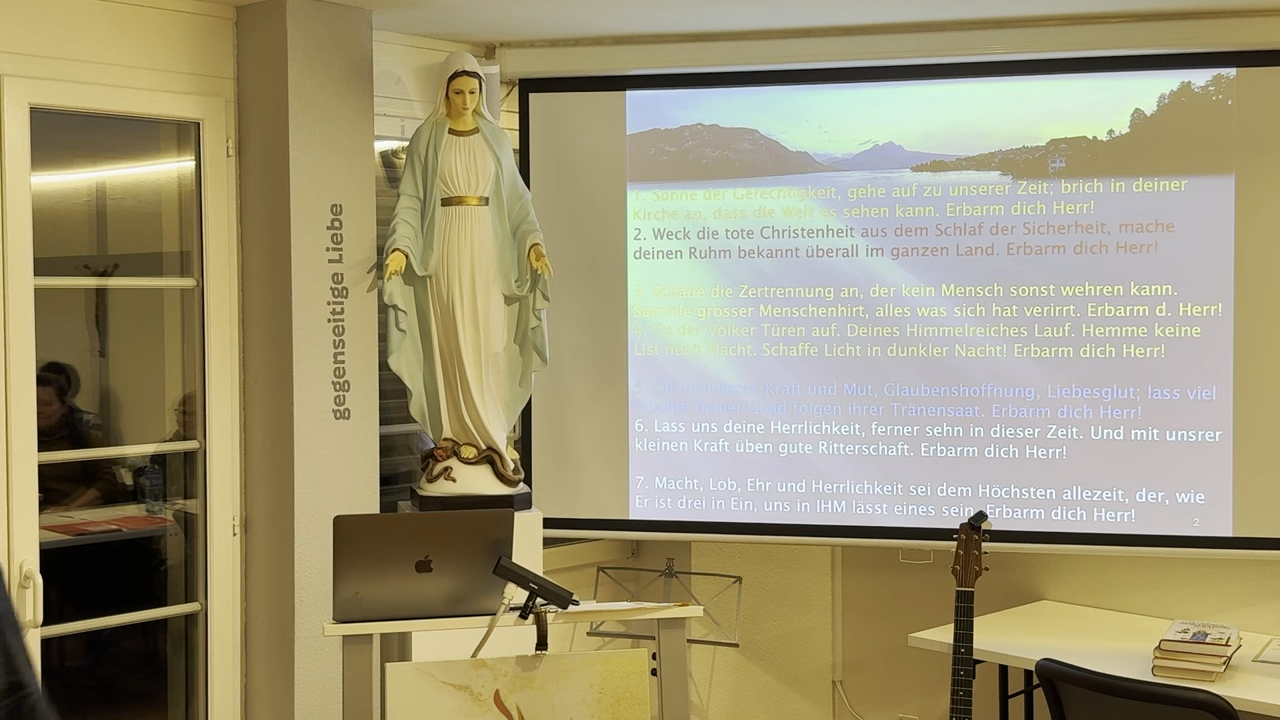 gegenseitige Liebe
1. Sonne der Gerechtigkeit, gehe auf zu unserer Zeit; brich in deiner
Kirche an, dass die Welt es sehen kann. Erbarm dich Herr!
2. Weck die tote Christenheit aus dem Schlaf der Sicherheit, mache
deinen Ruhm bekannt überall im ganzen Land. Erbarm dich Herr!
3. Schaue die Zertrennung an, der kein Mensch sonst wehren kann.
Sammle grosser Menschenhirt, alles was sich hat verirrt. Erbarm d. Herr!
4. Tu der völker Türen auf. Deines Himmelreiches Lauf. Hemme keine
List noch Macht. Schaffe Licht in dunkler Nacht! Erbarm dich Herr!
Kraft und Mut, Glaubenshoffnung, Liebesglut; lass viel
folgen ihrer Tranensaat. Erbarm dich Herr!
6. Lass uns deine Herrlichkeit, ferner sehn in dieser Zeit. Und mit unsrer
kleinen Kraft üben gute Ritterschaft. Erbarm dich Herr!
7. Macht, Lob, Ehr und Herrlichkeit sei dem Höchsten allezeit, der, wie
Er ist drei in Ein, uns in IHM lässt eines sein. Erbarm dich Herr!
2